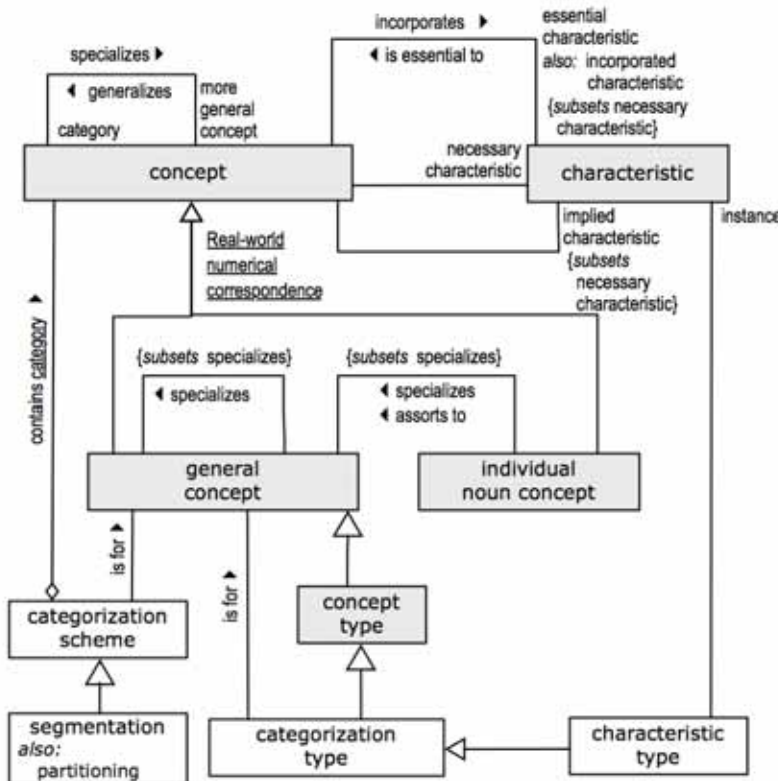 incorporates ►
essential
characteristic
also: incorporated
characteristic
{subsets necessary
characteristic}
◄ is essential to
specializes ►
◄ generalizes
more
general
concept
category
necessary
characteristic
concept
characteristic
implied
characteristic
{subsets
necessary
characteristic}
instance
Real-world
numerical
correspondence
contains category ►
{subsets specializes}
◄ specializes
{subsets specializes}
◄ specializes
◄ assorts to
general
concept
individual
noun concept
is for ►
is for ►
concept
type
categorization
scheme
segmentation
also:
partitioning
categorization
type
characteristic
type